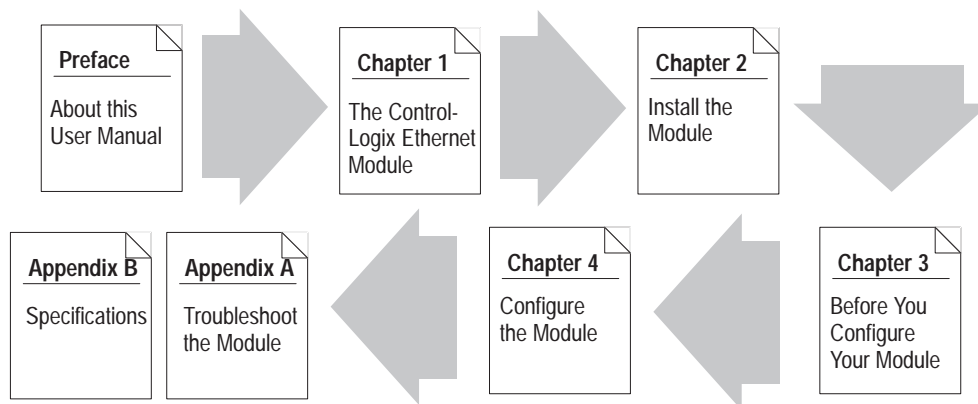 Preface
About this
User Manual
Chapter 1
The Control-
Logix Ethernet
Module
Chapter 2
Install the
Module
Chapter 3
Before You
Configure
Your Module
Chapter 4
Configure
the Module
Appendix A
Troubleshoot
the Module
Appendix B
Specifications